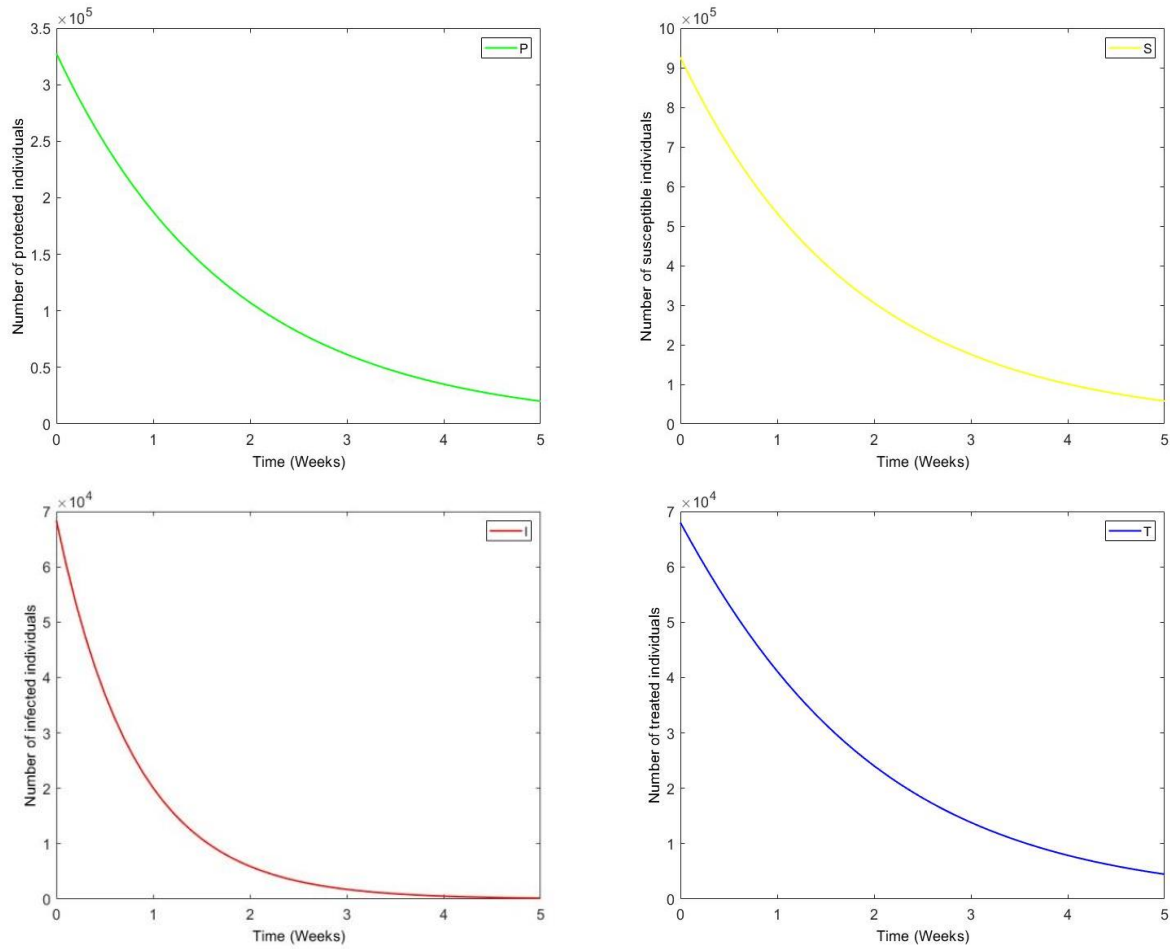 ×10^5
3.5
3
2.5
2
1.5
1
0.5
0
0 1 2 3 4 5
Number of protected individuals
Time (Weeks)
P
×10^5
10
9
8
7
6
5
4
3
2
1
0
0 1 2 3 4 5
Number of susceptible individuals
Time (Weeks)
S
×10^4
7
6
5
4
3
2
1
0
0 1 2 3 4 5
Number of infected individuals
Time (Weeks)
I
×10^4
7
6
5
4
3
2
1
0
0 1 2 3 4 5
Number of treated individuals
Time (Weeks)
T